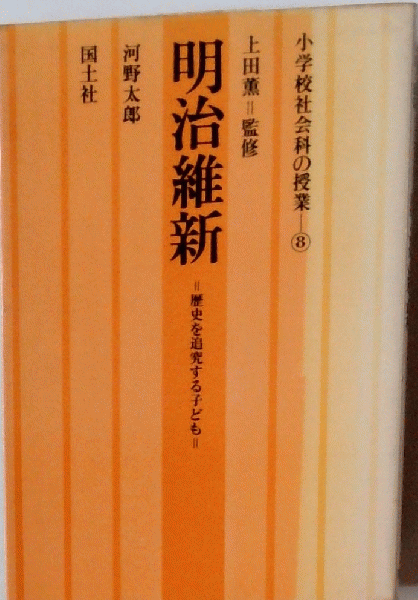 小学校社会科の授業―⑧
上田薫＝監修
明治維新
＝歴史を追究する子ども＝
河野太郎
国土社